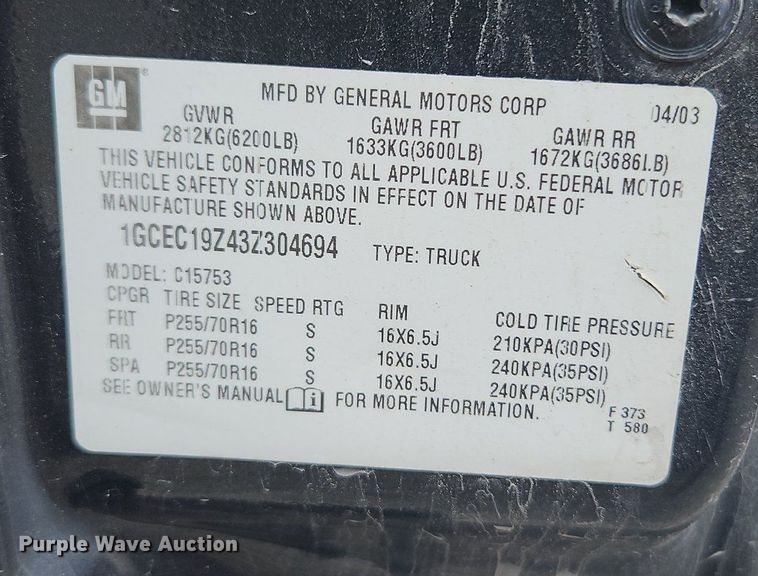 GM ®
MFD BY GENERAL MOTORS CORP 04/03
GVWR GAWR FRT GAWR RR
2812KG(6200LB) 1633KG(3600LB) 1672KG(3686LB)
THIS VEHICLE CONFORMS TO ALL APPLICABLE U.S. FEDERAL MOTOR
VEHICLE SAFETY STANDARDS IN EFFECT ON THE DATE OF
MANUFACTURE SHOWN ABOVE.
1GCEC19Z43Z304694 TYPE: TRUCK
MODEL: C15753
CPGR TIRE SIZE SPEED RTG RIM COLD TIRE PRESSURE
FRT P255/70R16 S 16X6.5J 210KPA(30PSI)
RR P255/70R16 S 16X6.5J 240KPA(35PSI)
SPA P255/70R16 S 16X6.5J 240KPA(35PSI)
SEE OWNER'S MANUAL i FOR MORE INFORMATION.
F 373
T 580
Purple Wave Auction